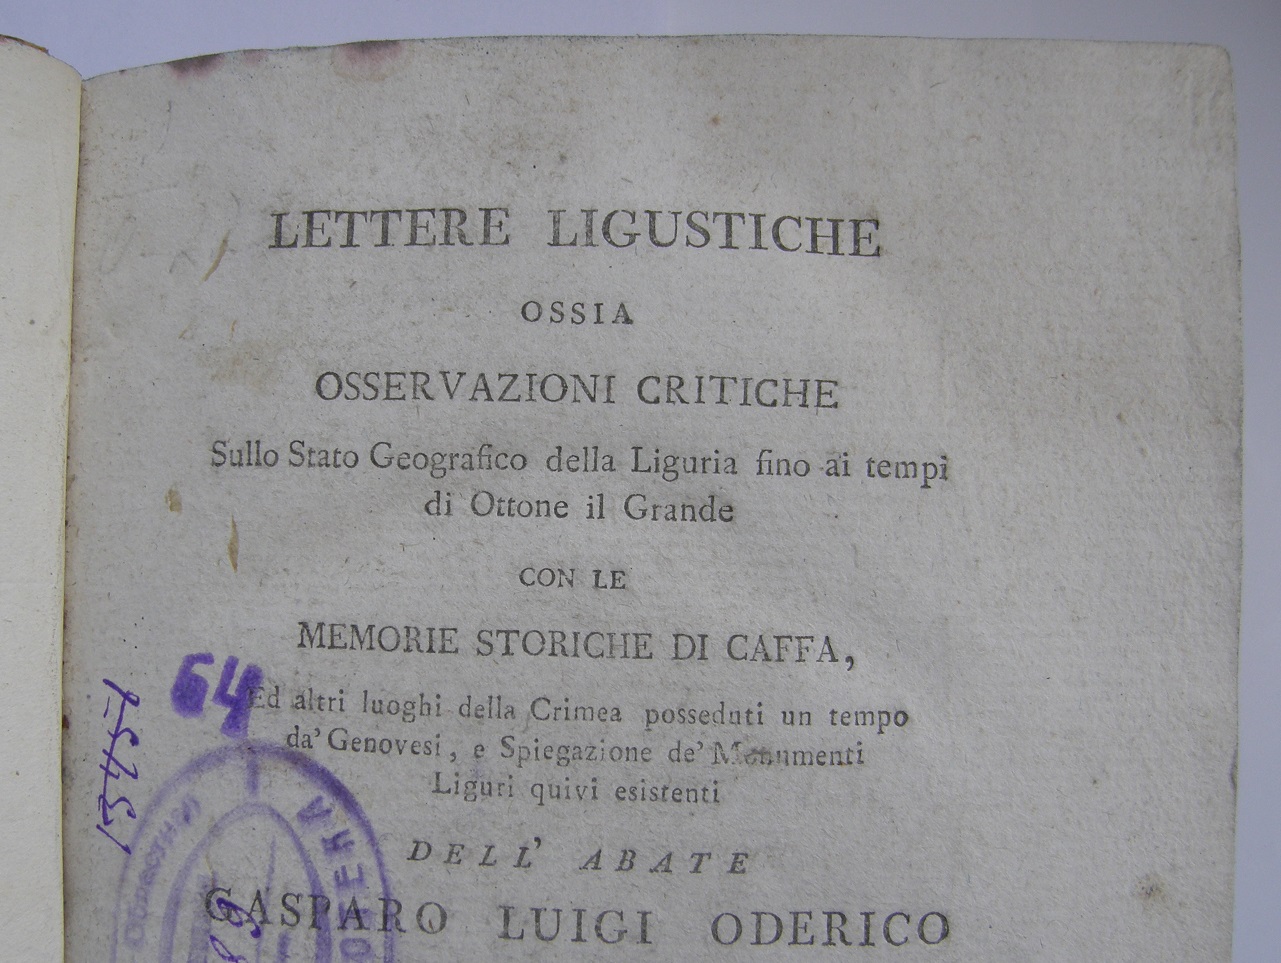 LETTERE LIGUSTICHE
OSSIA
OSSERVAZIONI CRITICHE
Sullo Stato Geografico della Liguria fino ai tempi
di Ottone il Grande
CON LE
MEMORIE STORICHE DI CAFFA,
64
Ed altri luoghi della Crimea posseduti un tempo
da' Genovesi, e Spiegazione de' Monumenti
Liguri quivi esistenti
DELL' ABATE
GASPARO LUIGI ODERICO